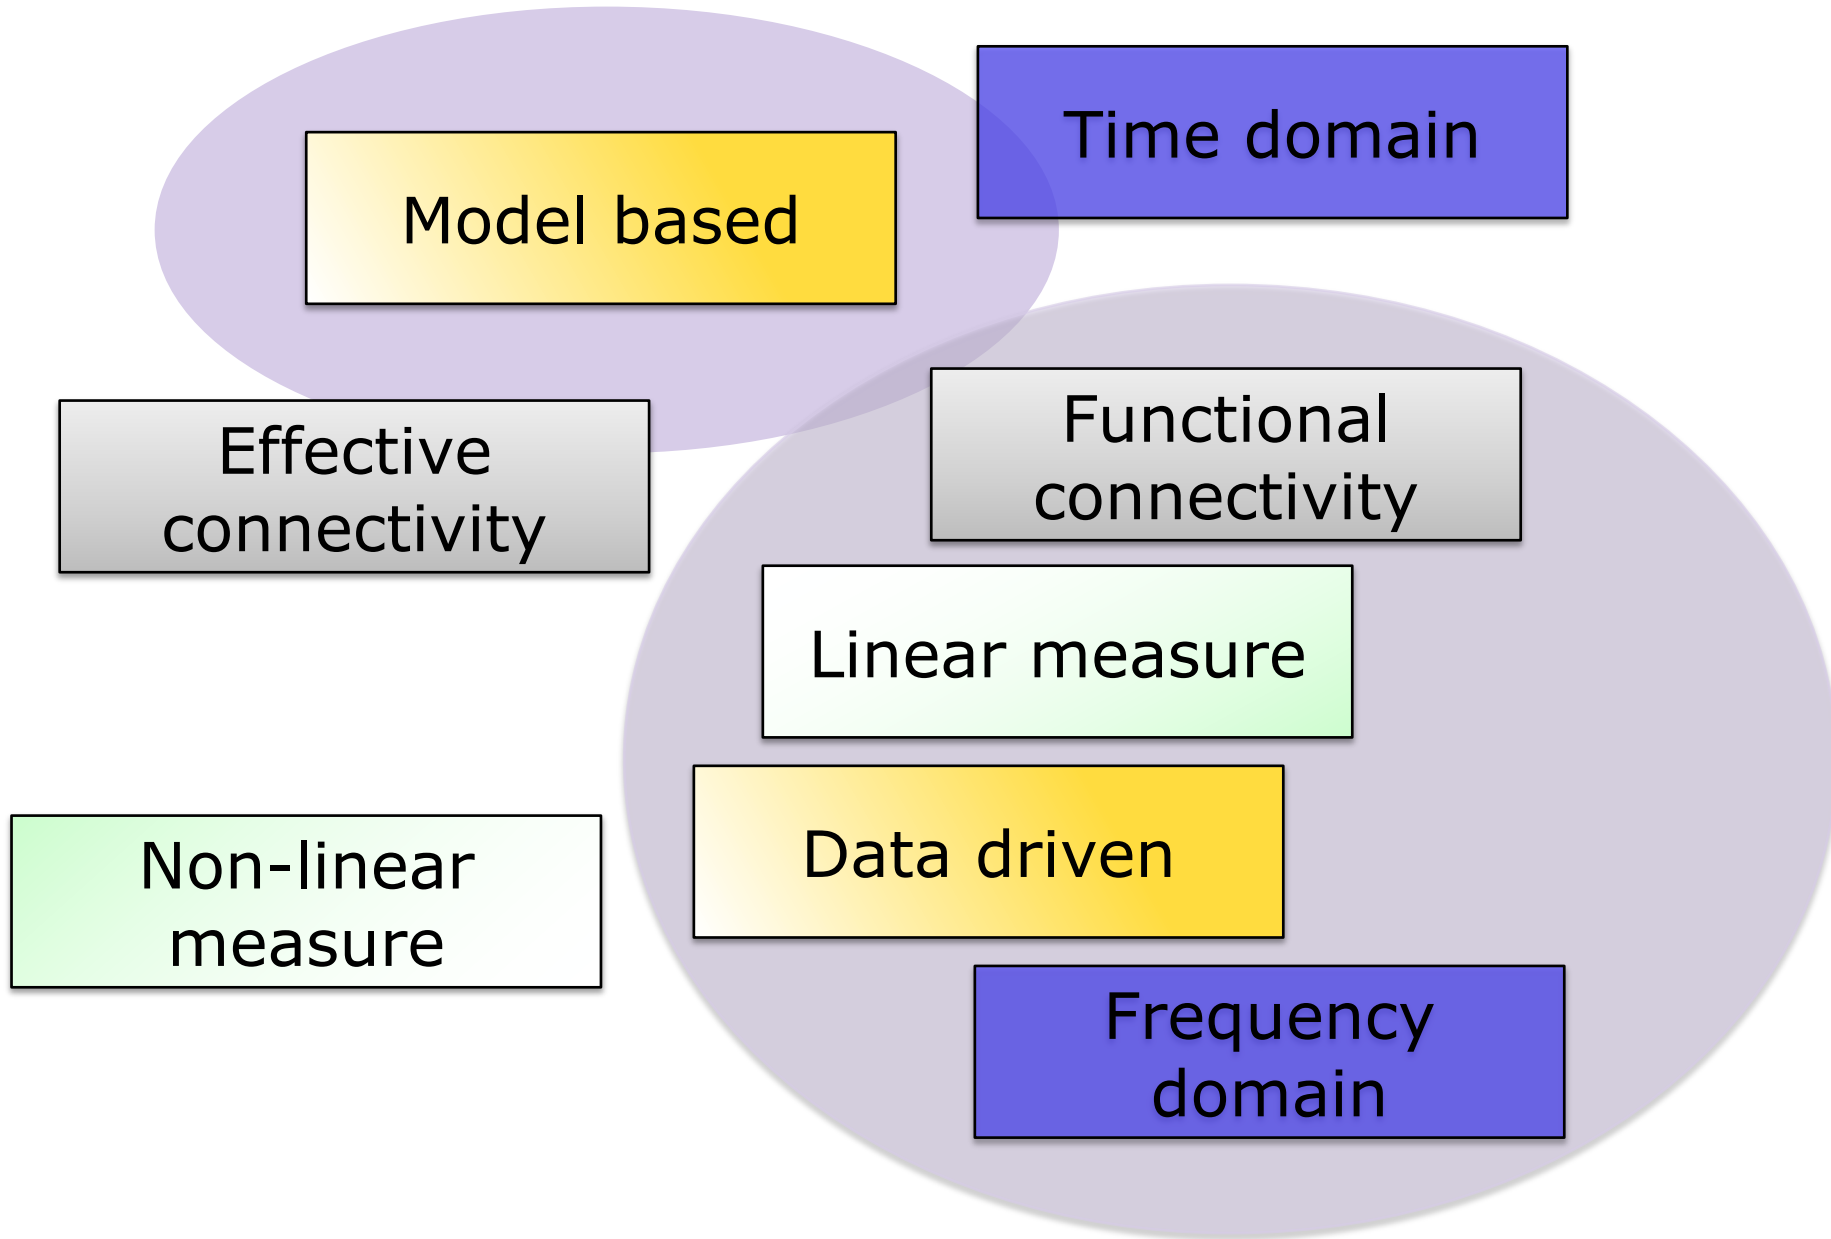 Time domain
Model based
Functional
connectivity
Effective
connectivity
Linear measure
Data driven
Non-linear
measure
Frequency
domain